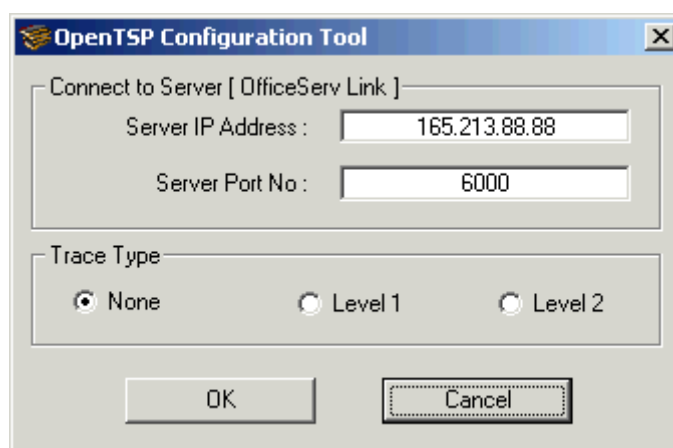 OpenTSP Configuration Tool
Connect to Server [ OfficeServ Link ]
Server IP Address : 165.213.88.88
Server Port No : 6000
Trace Type
None Level 1 Level 2
OK Cancel